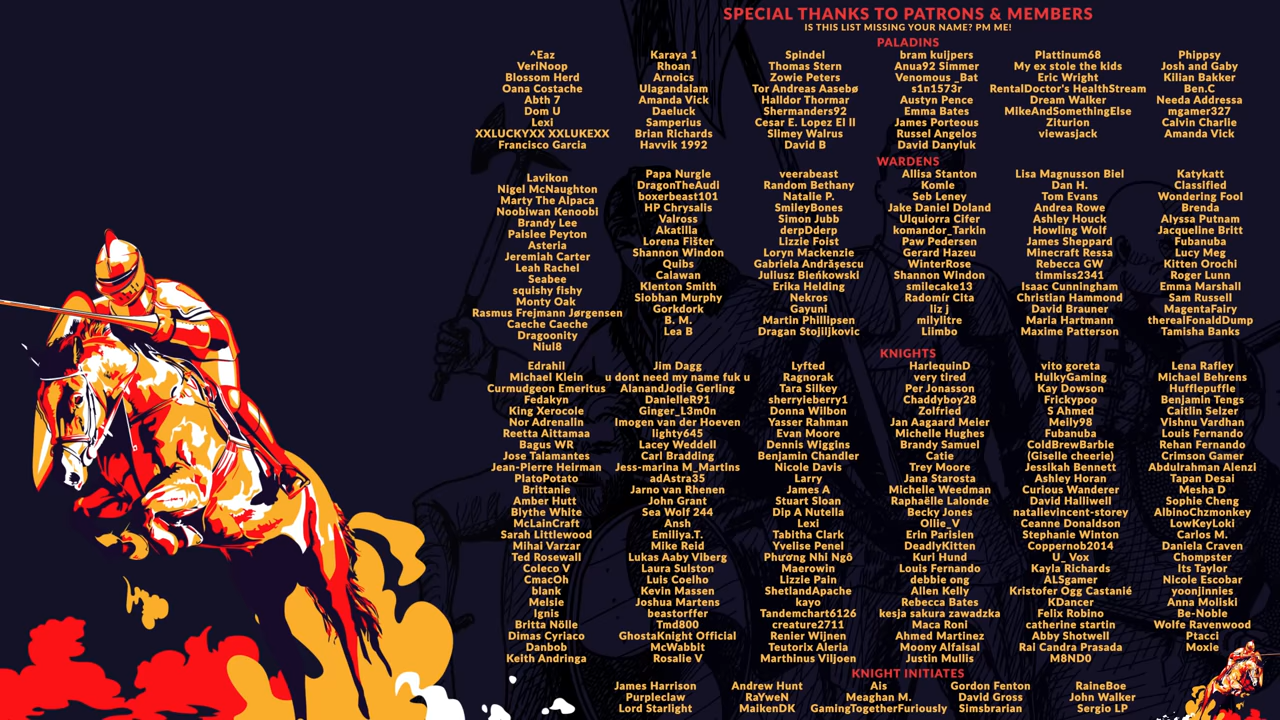 SPECIAL THANKS TO PATRONS & MEMBERS
IS THIS LIST MISSING YOUR NAME? PM ME!
PALADINS
^Eaz
VerlNoop
Blossom Herd
Oana Costache
Abth 7
Dom U
Lexi
XXLUCKYXX XXLUKEXX
Francisco Garcia
Karaya 1
Rhoan
Arnoics
Ulagandalam
Amanda Vick
Daeluck
Samperius
Brian Richards
Havvik 1992
Spindel
Thomas Stern
Zowie Peters
Tor Andreas Aasebø
Halldor Thormar
Shermanders92
Cesar E. Lopez El II
Slimey Walrus
David B
bram kuijpers
Anua92 Simmer
Venomous _Bat
s1n1573r
Austyn Pence
Emma Bates
James Porteous
Russel Angelos
David Danyluk
Plattinum68
My ex stole the kids
Eric Wright
RentalDoctor's HealthStream
Dream Walker
MikeAndSomethingElse
Ziturion
viewasjack
Phippsy
Josh and Gaby
Kilian Bakker
Ben.C
Needa Addressa
mgamer327
Calvin Charlie
Amanda Vick
WARDENS
Lavikon
Nigel McNaughton
Marty The Alpaca
Noobiwan Kenoobi
Brandy Lee
Paislee Peyton
Asteria
Jeremiah Carter
Leah Rachel
Seabee
squishy fishy
Monty Oak
Rasmus Frejmann Jørgensen
Caeche Caeche
Dragoonity
Niul8
Papa Nurgle
DragonTheAudi
boxerbeast101
HP Chrysalis
Valross
Akatilla
Lorena Fišter
Shannon Windon
Quibs
Calawan
Klenton Smith
Siobhan Murphy
Gorkdork
B. M.
Lea B
veerabeast
Random Bethany
Natalie P.
SmileyBones
Simon Jubb
derpDderp
Lizzie Foist
Loryn Mackenzie
Gabriela Andrășescu
Juliusz Bieńkowski
Erika Helding
Nekros
Gayuni
Martin Phillipsen
Dragan Stojiljkovic
Allisa Stanton
Komle
Seb Leney
Jake Daniel Doland
Ulquiorra Cifer
komandor_Tarkin
Paw Pedersen
Gerard Hazeu
WinterRose
Shannon Windon
smilecake13
Radomír Cita
liz j
milylitre
Llimbo
Lisa Magnusson Biel
Dan H.
Tom Evans
Andrea Rowe
Ashley Houck
Howling Wolf
James Sheppard
Minecraft Ressa
Rebecca GW
timmiss2341
Isaac Cunningham
Christian Hammond
David Brauner
Maria Hartmann
Maxime Patterson
Katykatt
Classified
Wondering Fool
Brenda
Alyssa Putnam
Jacqueline Britt
Fubanuba
Lucy Meg
Kitten Orochi
Roger Lunn
Emma Marshall
Sam Russell
MagentaFairy
therealFonaldDump
Tamisha Banks
KNIGHTS
Edrahil
Michael Klein
Curmudgeon Emeritus
Fedakyn
King Xerocole
Nor Adrenalin
Reetta Aittamaa
Bagus WR
Jose Talamantes
Jean-Pierre Heirman
PlatoPotato
Brittanie
Amber Hutt
Blythe White
McLainCraft
Sarah Littlewood
Mihai Varzar
Ted Rosewall
Coleco V
CmacOh
blank
Melsie
Ignis
Britta Nölle
Dimas Cyriaco
Danbob
Keith Andringa
Jim Dagg
u dont need my name fuk u
AlanandJodie Gerling
DanielleR91
Ginger_L3m0n
Imogen van der Hoeven
lighty645
Lacey Weddell
Carl Bradding
Jess-marina M_Martins
adAstra35
Jarno van Rhenen
John Grant
Sea Wolf 244
Ansh
Emillya.T.
Mike Reid
Lukas Aaby Viberg
Laura Sulston
Luis Coelho
Kevin Massen
Joshua Martens
beastorffer
Tmd800
GhostaKnight Official
McWabbit
Rosalie V
Lyfted
Ragnorak
Tara Silkey
sherryleberry1
Donna Wilbon
Yasser Rahman
Evan Moore
Dennis Wiggins
Benjamin Chandler
Nicole Davis
Larry
James A
Stuart Sloan
Dip A Nutella
Lexi
Tabitha Clark
Yvelise Penel
Phương Nhi Ngô
Maerowin
Lizzie Pain
ShetlandApache
kayo
Tandemchart6126
creature2711
Renier Wijnen
Teutorix Aleria
Marthinus Viljoen
HarlequinD
very tired
Per Jonasson
Chaddyboy28
Zolfried
Jan Aagaard Meier
Michelle Hughes
Brandy Samuel
Catie
Trey Moore
Jana Starosta
Michelle Weedman
Raphaëlle Lalonde
Becky Jones
Ollie_V
Erin Parisien
DeadlyKitten
Kuri Hund
Louis Fernando
debbie ong
Allen Kelly
Rebecca Bates
kesja sakura zawadzka
Maca Roni
Ahmed Martinez
Moony Alfaisal
Justin Mullis
vito goreta
HulkyGaming
Kay Dowson
Frickypoo
S Ahmed
Melly98
Fubanuba
ColdBrewBarbie
(Giselle cheerie)
Jessikah Bennett
Ashley Horan
Curious Wanderer
David Halliwell
natalievincent-storey
Ceanne Donaldson
Stephanie Winton
Coppernob2014
U_ Vox
Kayla Richards
ALSgamer
Kristofer Ogg Castanié
KDancer
Felix Robino
catherine startin
Abby Shotwell
Rai Candra Prasada
M8ND0
Lena Rafley
Michael Behrens
Huffiepuffle
Benjamin Tengs
Caitlin Selzer
Vishnu Vardhan
Louis Fernando
Rehan Fernando
Crimson Gamer
Abdulrahman Alenzi
Tapan Desai
Mesha D
Sophie Cheng
AlbinoChzmonkey
LowKeyLoki
Carlos M.
Daniela Craven
Chompster
Its Taylor
Nicole Escobar
yoonjinnies
Anna Moliski
Be-Noble
Wolfe Ravenwood
Ptacci
Moxie
KNIGHT INITIATES
James Harrison
Purpleclaw
Lord Starlight
Andrew Hunt
RaYweN
MaikenDK
Ais
Meaghan M.
GamingTogetherFuriously
Gordon Fenton
David Gross
Simsbrarian
RaineBoe
John Walker
Sergio LP